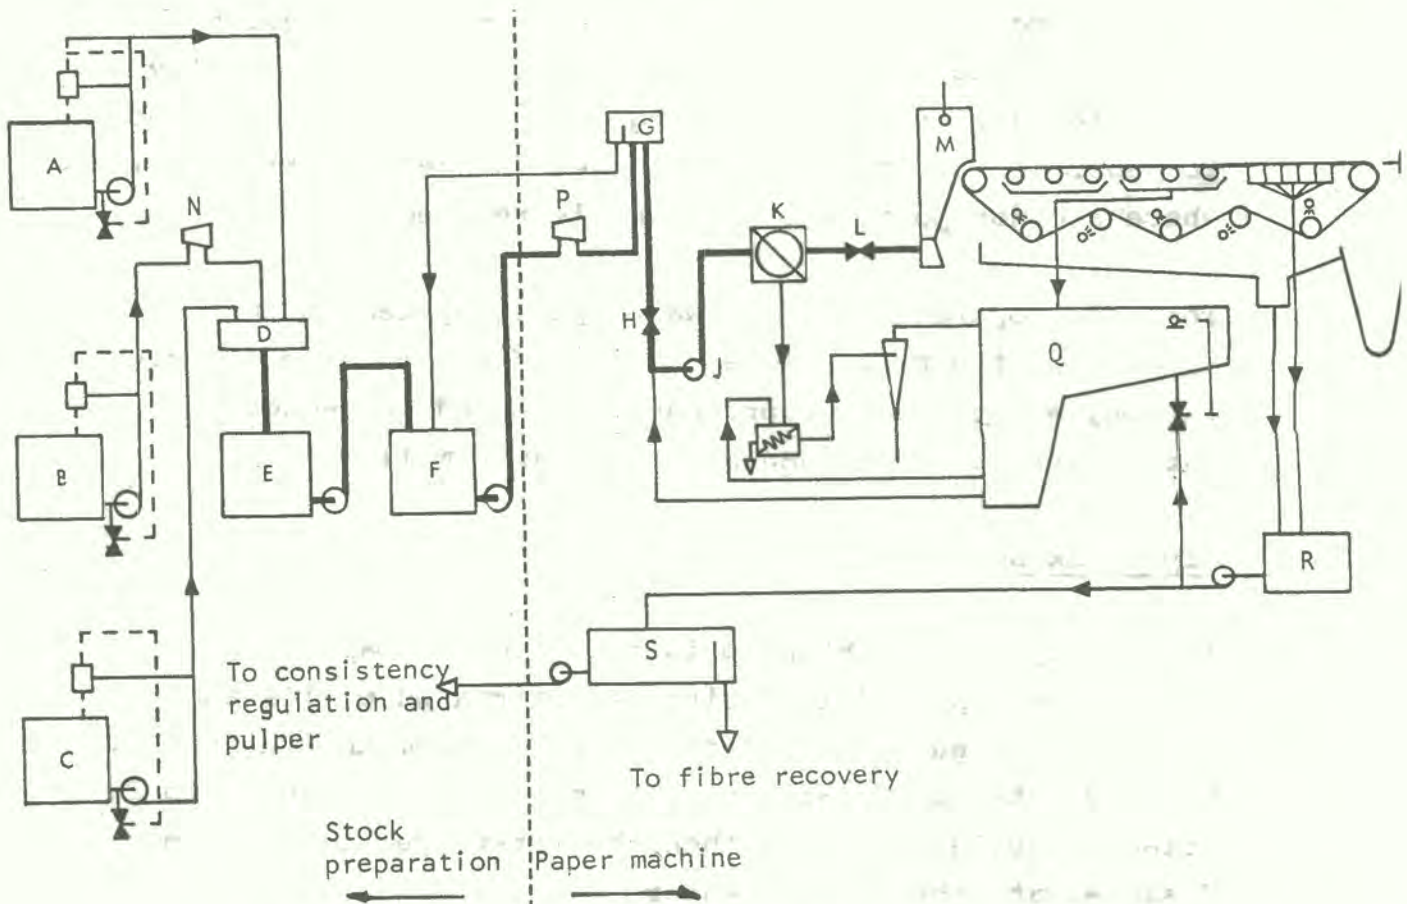 A
N
B
C
D
E
F
G
P
H
J
K
L
M
Q
R
S
To consistency
regulation and
pulper
To fibre recovery
Stock
preparation
Paper machine